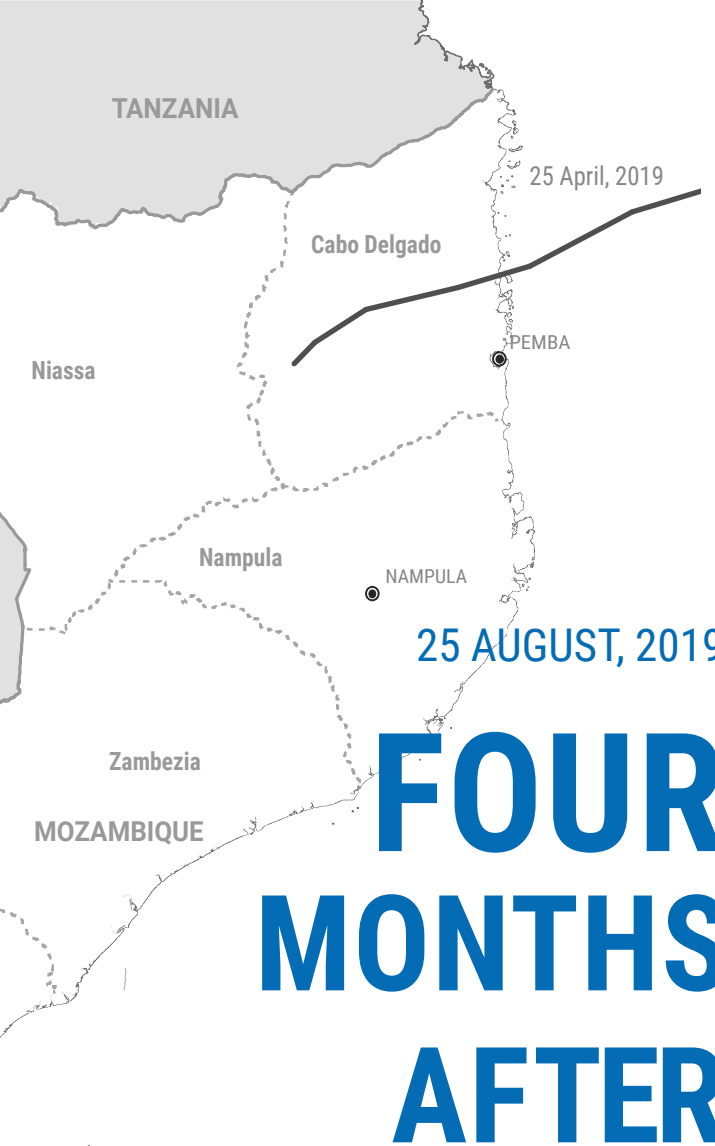 TANZANIA
25 April, 2019
Cabo Delgado
PEMBA
Niassa
Nampula
NAMPULA
25 AUGUST, 2019
FOUR
Zambezia
MOZAMBIQUE
MONTHS
AFTER